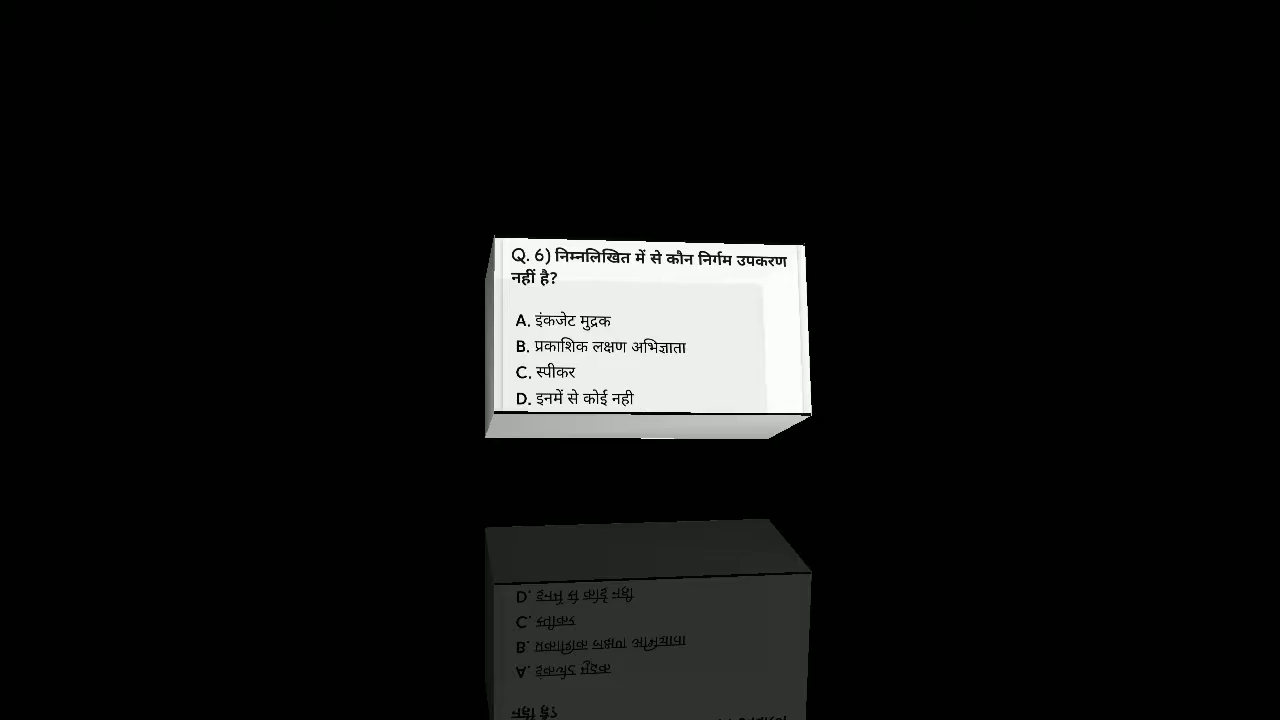 Q. 6) निम्नलिखित में से कौन निर्गम उपकरण
नहीं है?
A. इंकजेट मुद्रक
B. प्रकाशिक लक्षण अभिज्ञाता
C. स्पीकर
D. इनमें से कोई नही